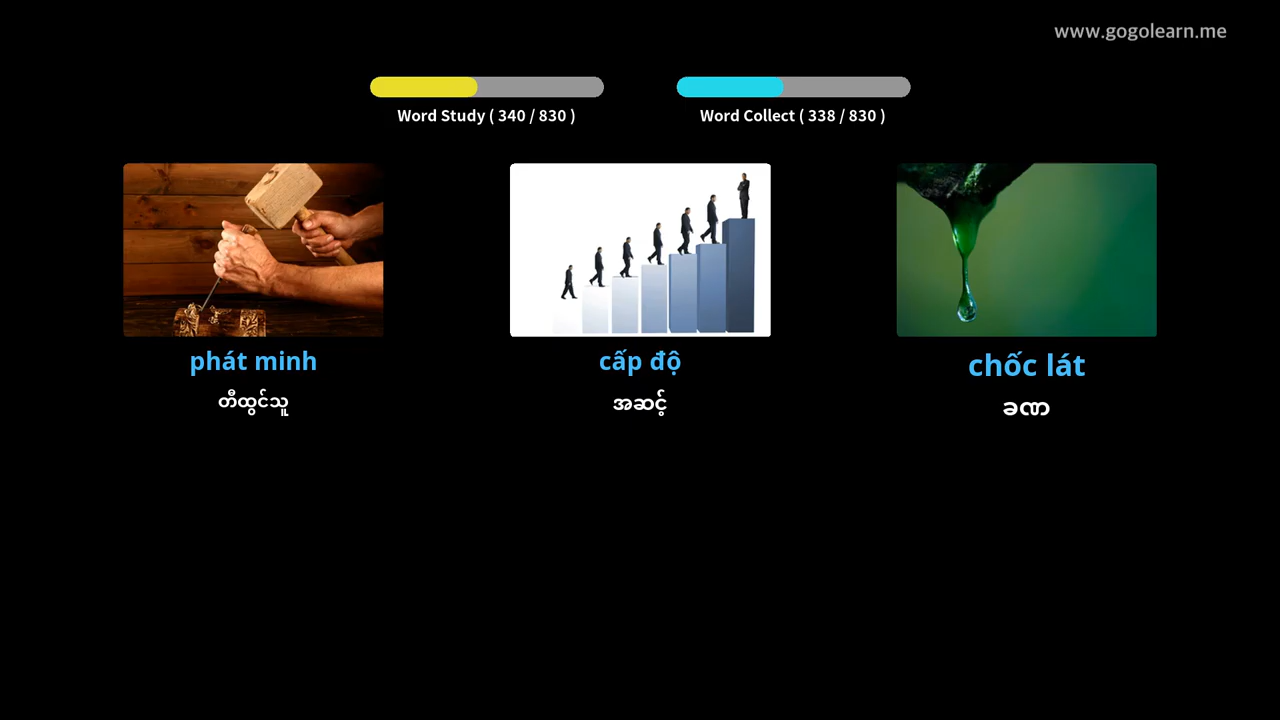 www.gogolearn.me
Word Study ( 340 / 830 )
Word Collect ( 338 / 830 )
phát minh
တီထွင်သူ
cấp độ
အဆင့်
chốc lát
ခဏ